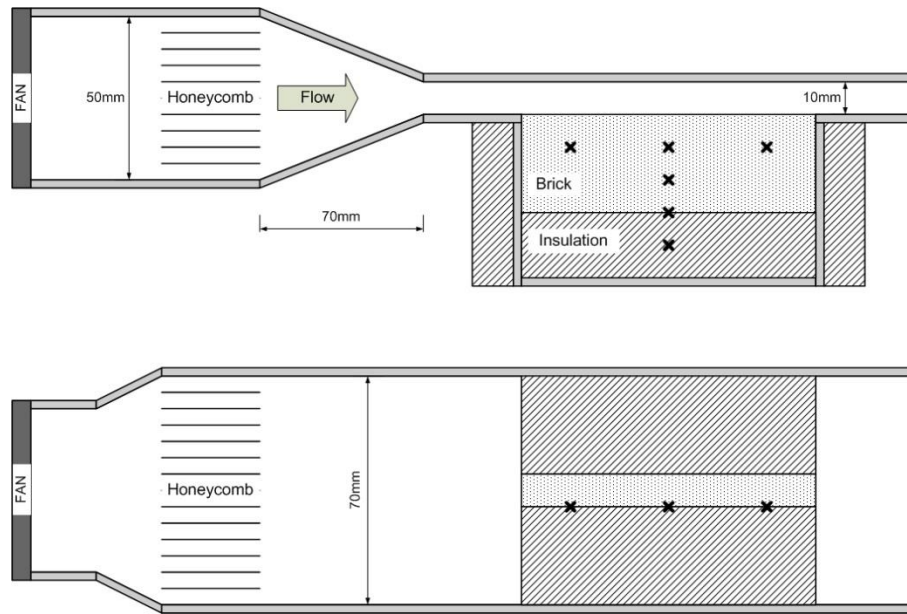 FAN
50mm
Honeycomb
Flow
10mm
70mm
Brick
Insulation
FAN
Honeycomb
70mm